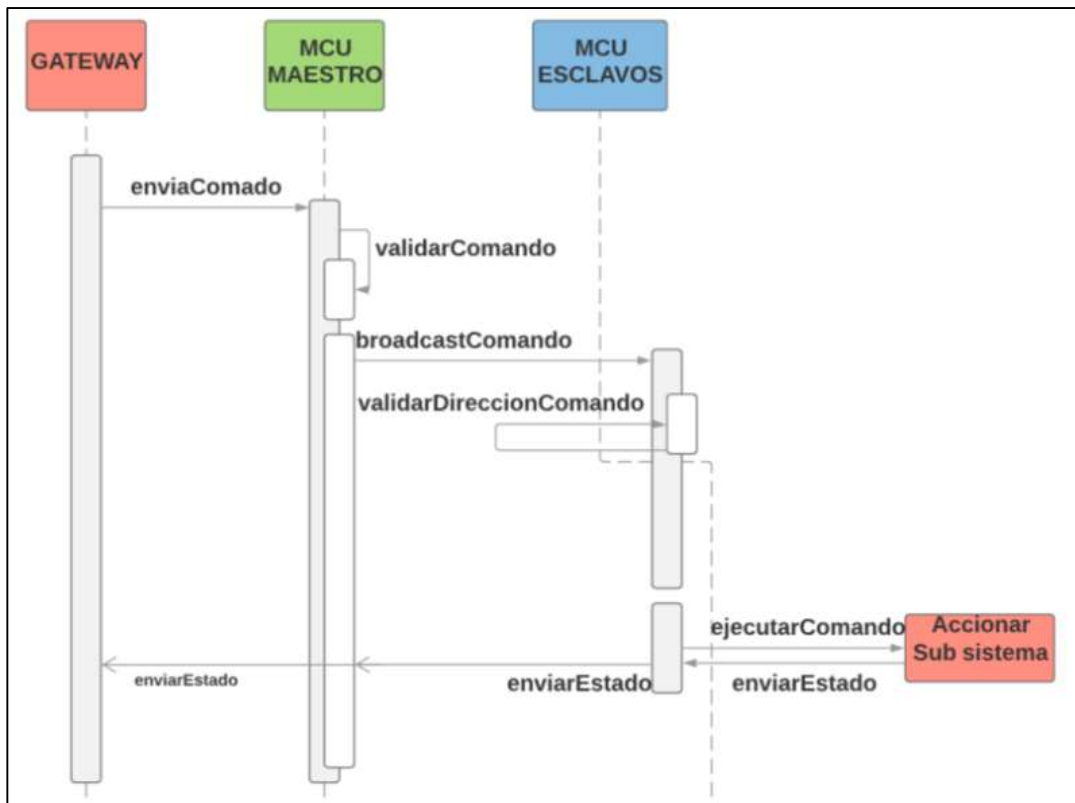 GATEWAY
MCU
MAESTRO
MCU
ESCLAVOS
enviaComado
validarComando
broadcastComando
validarDireccionComando
ejecutarComando
Accionar
Sub sistema
enviarEstado
enviarEstado
enviarEstado